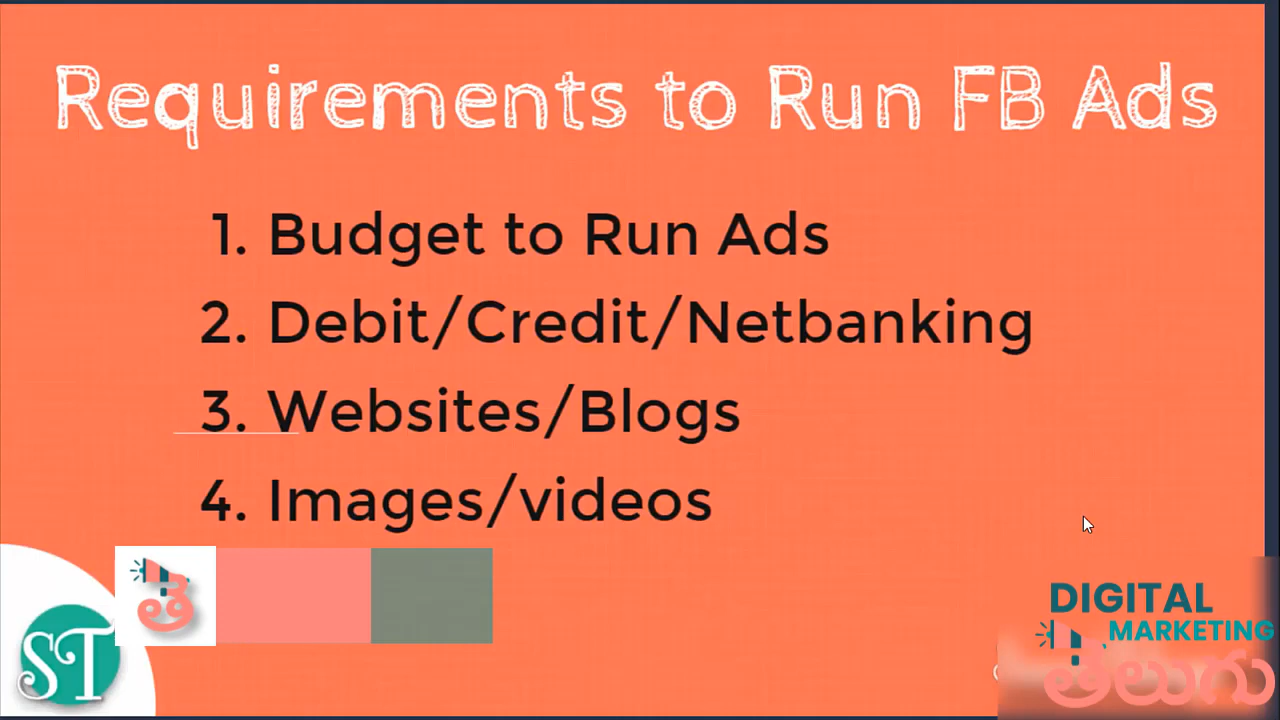 Requirements to Run FB Ads
1. Budget to Run Ads
2. Debit/Credit/Netbanking
3. Websites/Blogs
4. Images/videos
తె
ST
DIGITAL
MARKETING
తెలుగు